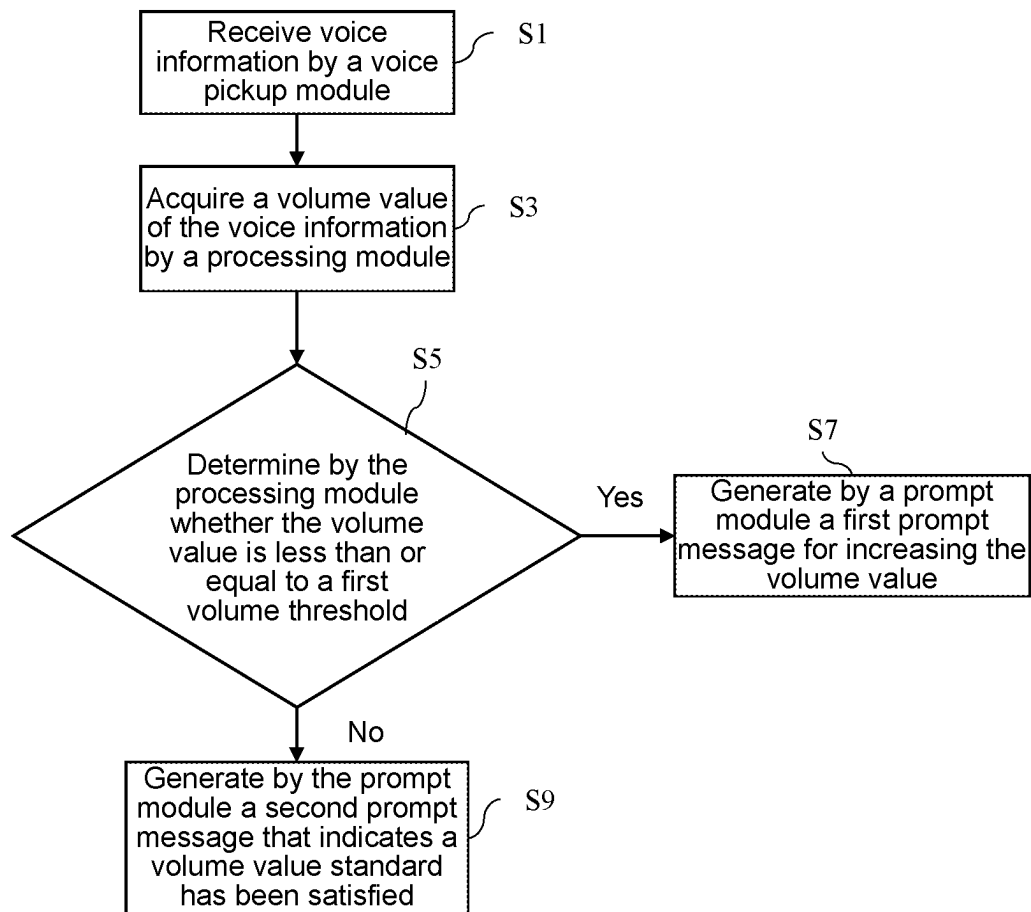 Receive voice
information by a voice
pickup module
S1
Acquire a volume value
of the voice information
by a processing module
S3
S5
Determine by the
processing module
whether the volume
value is less than or
equal to a first
volume threshold
Yes
S7
Generate by a prompt
module a first prompt
message for increasing the
volume value
No
Generate by the prompt
module a second prompt
message that indicates a
volume value standard
has been satisfied
S9